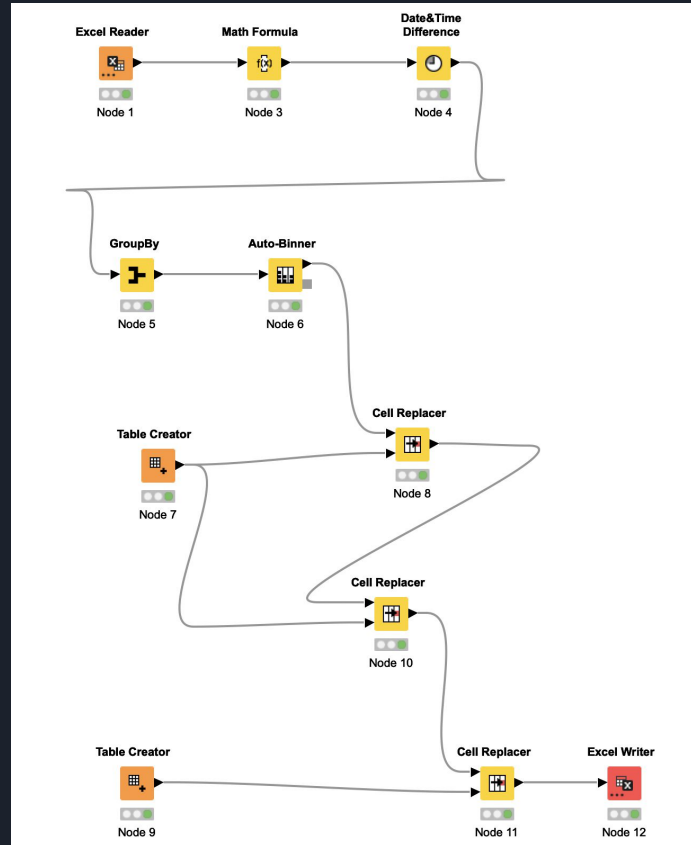 Excel Reader
Math Formula
Date&Time
Difference
f(x)
Node 1
Node 3
Node 4
GroupBy
Auto-Binner
Node 5
Node 6
Cell Replacer
Table Creator
Node 8
Node 7
Cell Replacer
Node 10
Table Creator
Cell Replacer
Excel Writer
Node 9
Node 11
Node 12